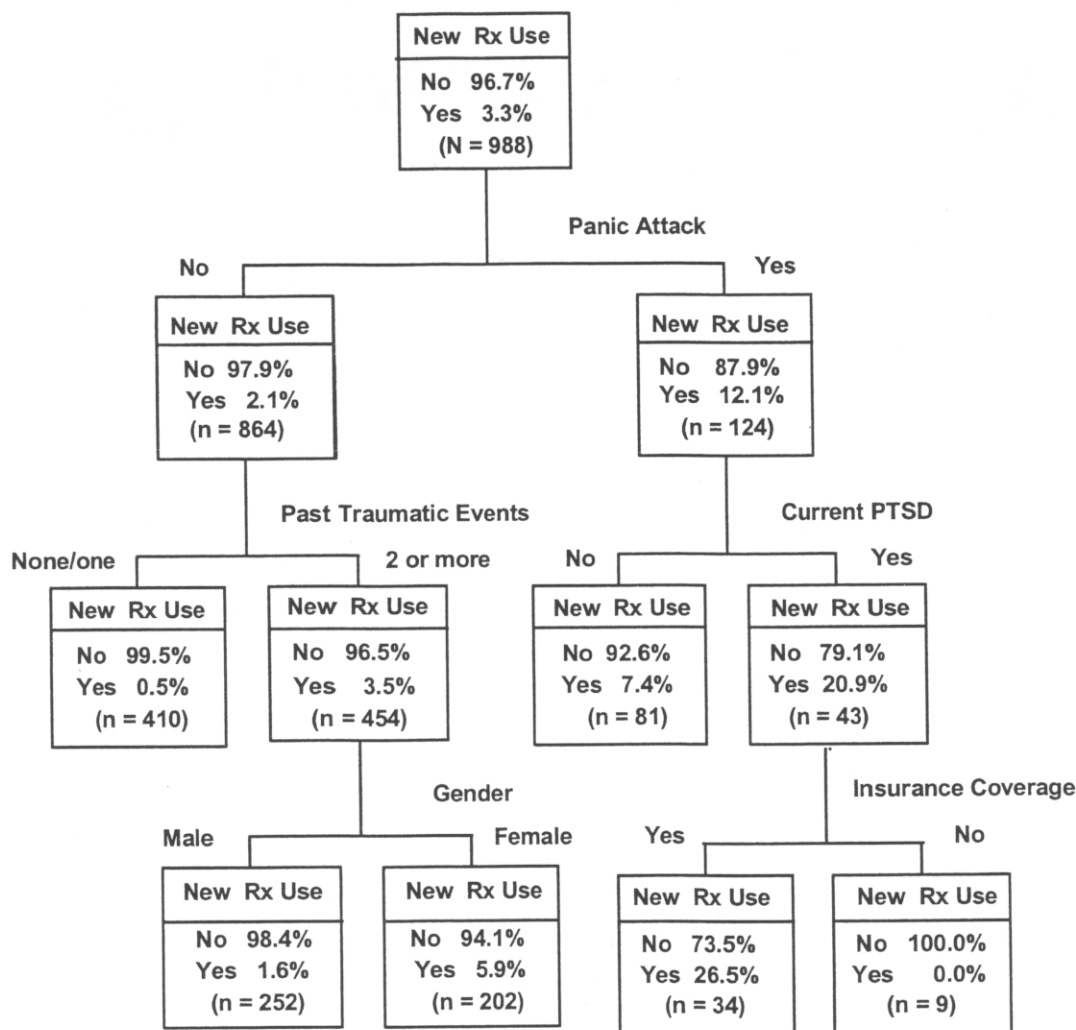 New Rx Use
No 96.7%
Yes 3.3%
(N = 988)
Panic Attack
No
Yes
New Rx Use
No 97.9%
Yes 2.1%
(n = 864)
New Rx Use
No 87.9%
Yes 12.1%
(n = 124)
Past Traumatic Events
Current PTSD
None/one
2 or more
No
Yes
New Rx Use
No 99.5%
Yes 0.5%
(n = 410)
New Rx Use
No 96.5%
Yes 3.5%
(n = 454)
New Rx Use
No 92.6%
Yes 7.4%
(n = 81)
New Rx Use
No 79.1%
Yes 20.9%
(n = 43)
Gender
Insurance Coverage
Male
Female
Yes
No
New Rx Use
No 98.4%
Yes 1.6%
(n = 252)
New Rx Use
No 94.1%
Yes 5.9%
(n = 202)
New Rx Use
No 73.5%
Yes 26.5%
(n = 34)
New Rx Use
No 100.0%
Yes 0.0%
(n = 9)